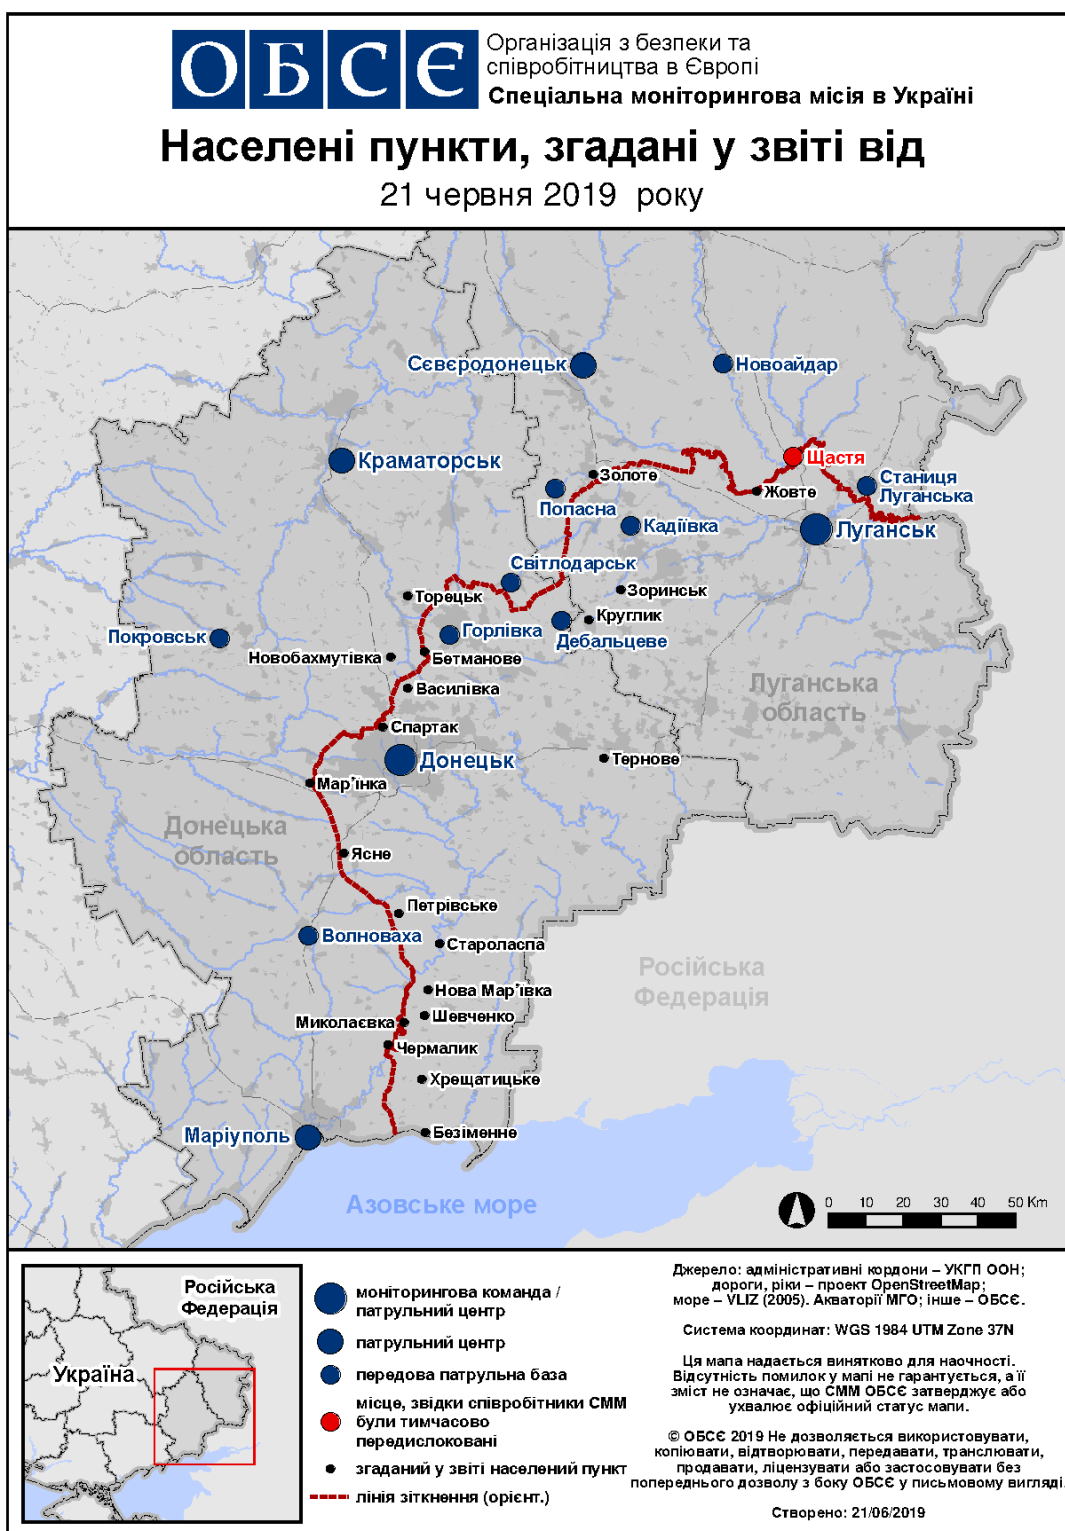 ОБСЄ
Організація з безпеки та
співробітництва в Європі
Спеціальна моніторингова місія в Україні
Населені пункти, згадані у звіті від
21 червня 2019 року
Сєвєродонецьк
Новоайдар
Краматорськ
Щастя
Золоте
Станиця
Луганська
Жовте
Попасна
Кадіївка
Луганськ
Світлодарськ
Торецьк
Зоринськ
Круглик
Покровськ
Горлівка
Дебальцеве
Новобахмутівка
Бетманове
Василівка
Луганська
область
Спартак
Донецьк
Тернове
Мар'їнка
Донецька
область
Ясне
Петрівське
Волноваха
Староласпа
Російська
Федерація
Нова Мар'ївка
Шевченко
Миколаєвка
Чермалик
Хрещатицьке
Маріуполь
Безіменне
Азовське море
0 10 20 30 40 50 Km
Російська
Федерація
Україна
моніторингова команда /
патрульний центр
патрульний центр
передова патрульна база
місце, звідки співробітники СММ
були тимчасово
передислоковані
згаданий у звіті населений пункт
лінія зіткнення (орієнт.)
Джерело: адміністративні кордони – УКГП ООН;
дороги, ріки – проект OpenStreetMap;
море – VLIZ (2005). Акваторії МГО; інше – ОБСЄ.
Система координат: WGS 1984 UTM Zone 37N
Ця мапа надається винятково для наочності.
Відсутність помилок у мапі не гарантується, а її
зміст не означає, що СММ ОБСЄ затверджує або
ухвалює офіційний статус мапи.
© ОБСЄ 2019 Не дозволяється використовувати,
копіювати, відтворювати, передавати, транслювати,
продавати, ліцензувати або застосовувати без
попереднього дозволу з боку ОБСЄ у письмовому вигляді.
Створено: 21/06/2019